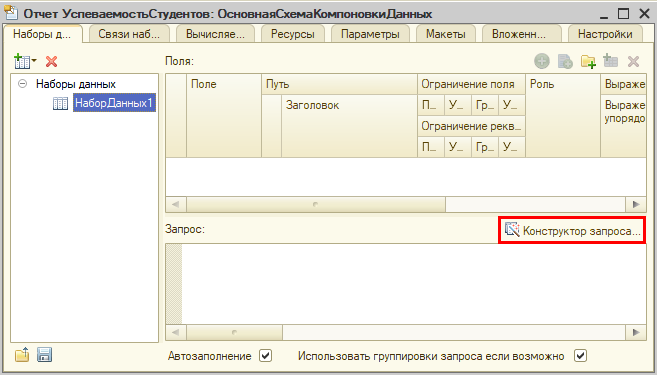 Отчет УспеваемостьСтудентов: ОсновнаяСхемаКомпоновкиДанных
Наборы д... Связи наб... Вычисляе... Ресурсы Параметры Макеты Вложенн... Настройки
Поля:
Наборы данных
НаборДанных1
Поле Путь Ограничение поля Роль Выраже
Заголовок П... У... Гр... У... Выраже
упорядо
Ограничение рекв...
П... У... Гр... У...
Запрос: Конструктор запроса...
Автозаполнение Использовать группировки запроса если возможно